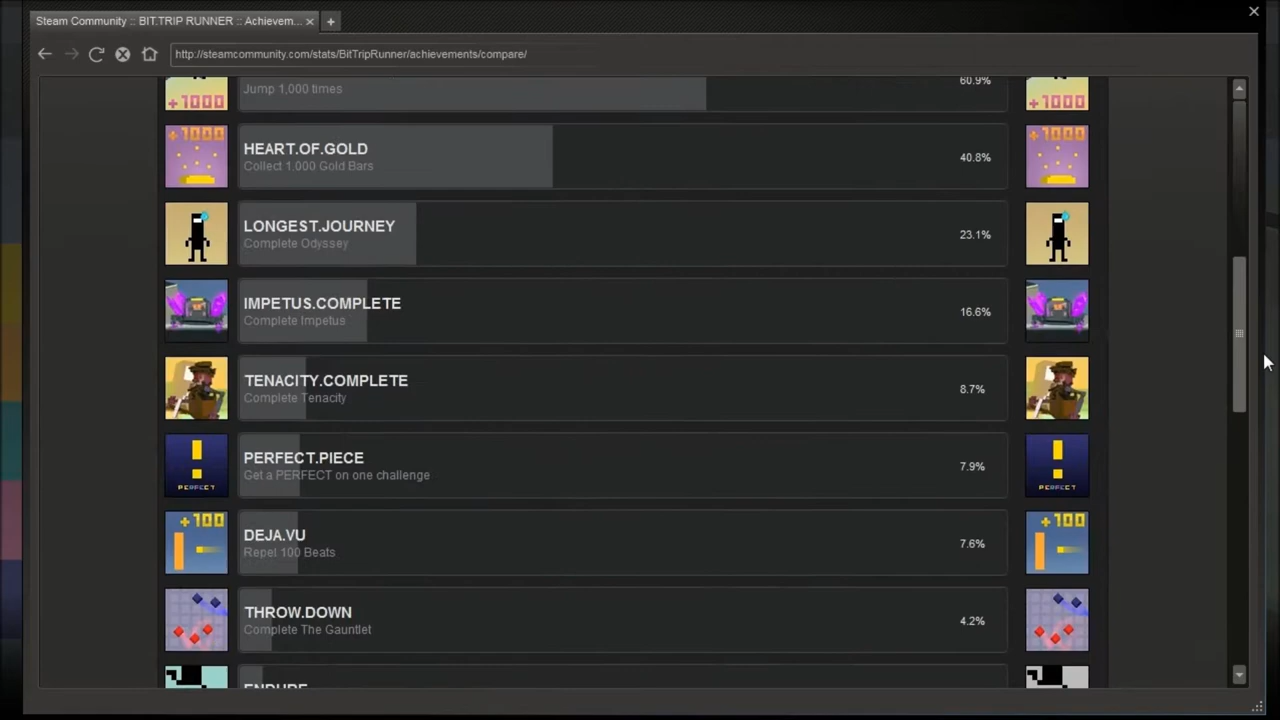 Steam Community :: BIT.TRIP RUNNER :: Achievem...
http://steamcommunity.com/stats/BitTripRunner/achievements/compare/
+1000
Jump 1,000 times
60.9%
+1000
+1000
HEART.OF.GOLD
Collect 1,000 Gold Bars
40.8%
+1000
LONGEST.JOURNEY
Complete Odyssey
23.1%
IMPETUS.COMPLETE
Complete Impetus
16.6%
TENACITY.COMPLETE
Complete Tenacity
8.7%
PERFECT
PERFECT.PIECE
Get a PERFECT on one challenge
7.9%
PERFECT
+100
DEJA.VU
Repel 100 Beats
7.6%
+100
THROW.DOWN
Complete The Gauntlet
4.2%
ENDURE